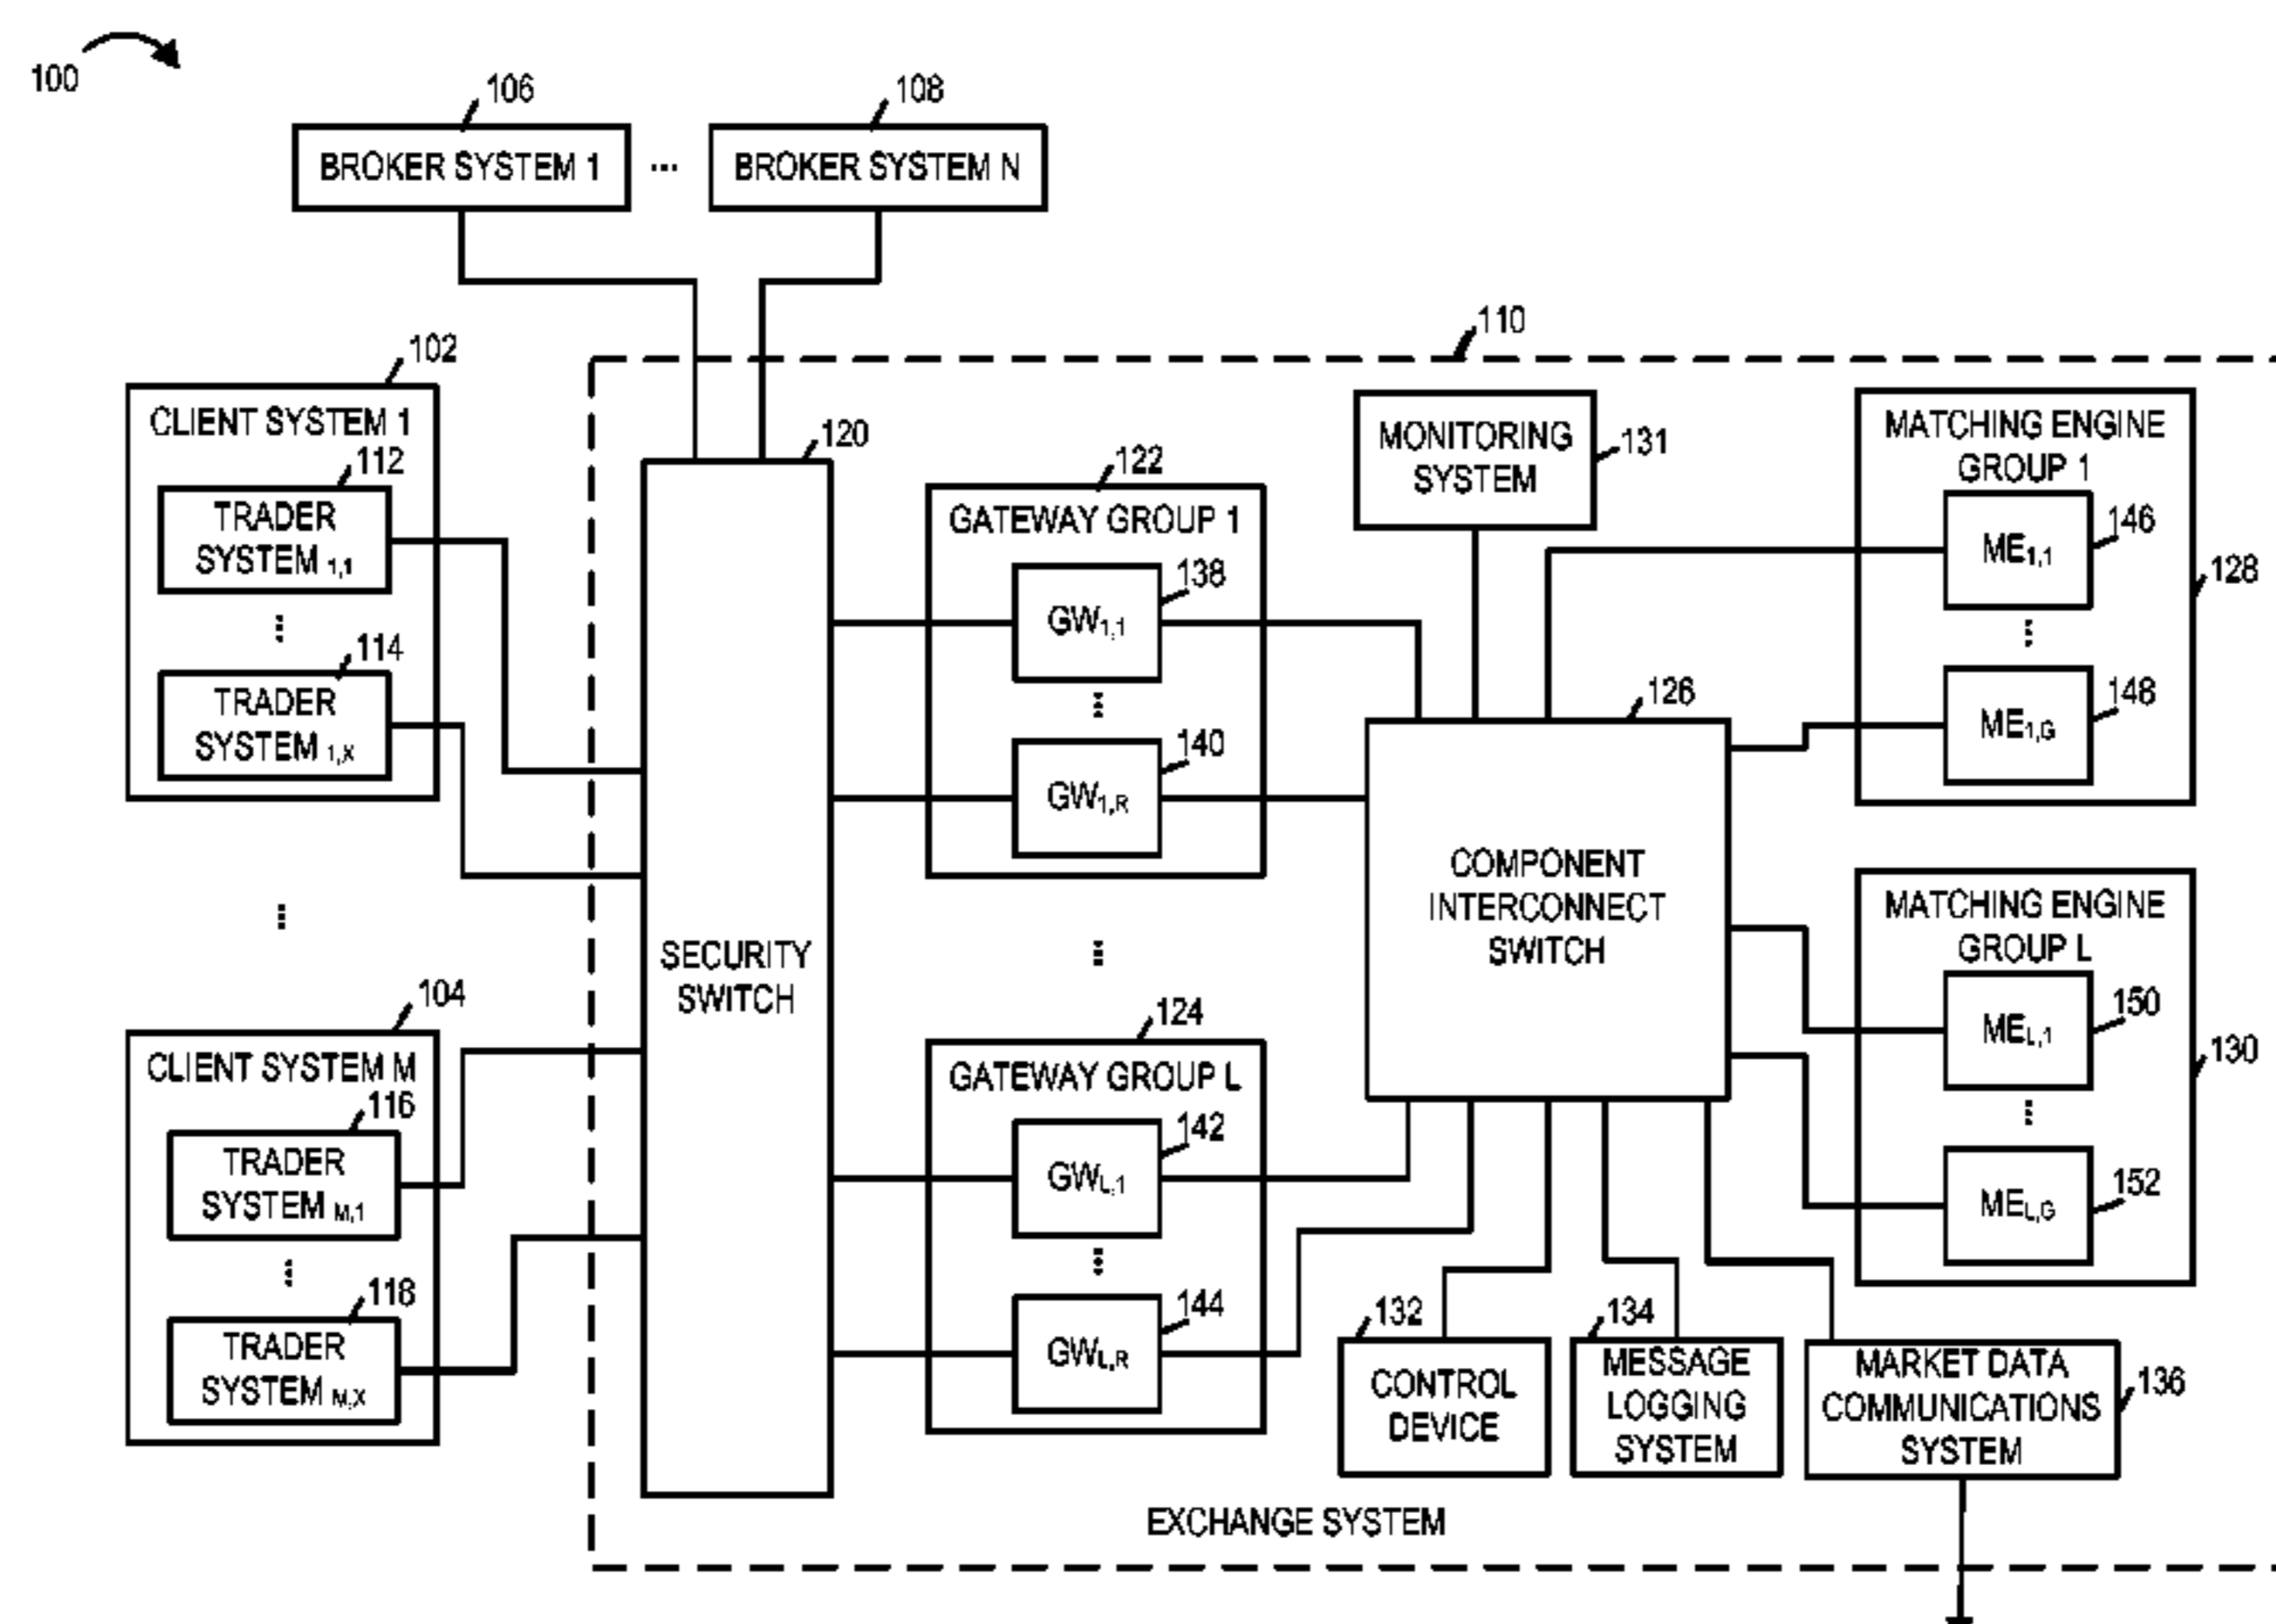 100
106
108
BROKER SYSTEM 1
...
BROKER SYSTEM N
110
102
CLIENT SYSTEM 1
112
TRADER
SYSTEM 1,1
...
114
TRADER
SYSTEM 1,X
...
104
CLIENT SYSTEM M
116
TRADER
SYSTEM M,1
...
118
TRADER
SYSTEM M,X
120
SECURITY
SWITCH
122
GATEWAY GROUP 1
138
GW1,1
...
140
GW1,R
...
124
GATEWAY GROUP L
142
GWL,1
...
144
GWL,R
MONITORING
SYSTEM
131
126
COMPONENT
INTERCONNECT
SWITCH
MATCHING ENGINE
GROUP 1
146
ME1,1
128
...
148
ME1,G
MATCHING ENGINE
GROUP L
150
MEL,1
130
...
152
MEL,G
132
CONTROL
DEVICE
134
MESSAGE
LOGGING
SYSTEM
MARKET DATA
COMMUNICATIONS
SYSTEM
136
EXCHANGE SYSTEM